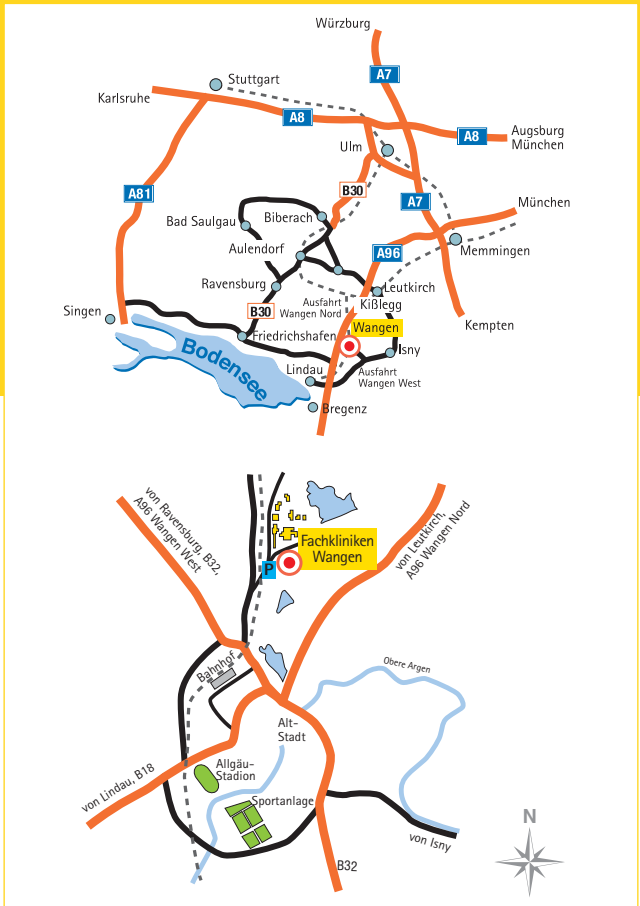 Würzburg
A7
Stuttgart
Karlsruhe
A8
A8
Augsburg
München
Ulm
B30
A81
A7
München
Biberach
Bad Saulgau
Aulendorf
A96
Memmingen
Ravensburg
Leutkirch
Ausfahrt
Wangen Nord
Kißlegg
B30
Singen
Wangen
Kempten
Friedrichshafen
Isny
Bodensee
Lindau
Ausfahrt
Wangen West
Bregenz
von Ravensburg, B32,
A96 Wangen West
von Leutkirch,
A96 Wangen Nord
Fachkliniken
Wangen
P
Bahnhof
Obere Argen
Alt-
Stadt
Allgäu-
Stadion
von Lindau, B18
Sportanlage
von Isny
N
B32